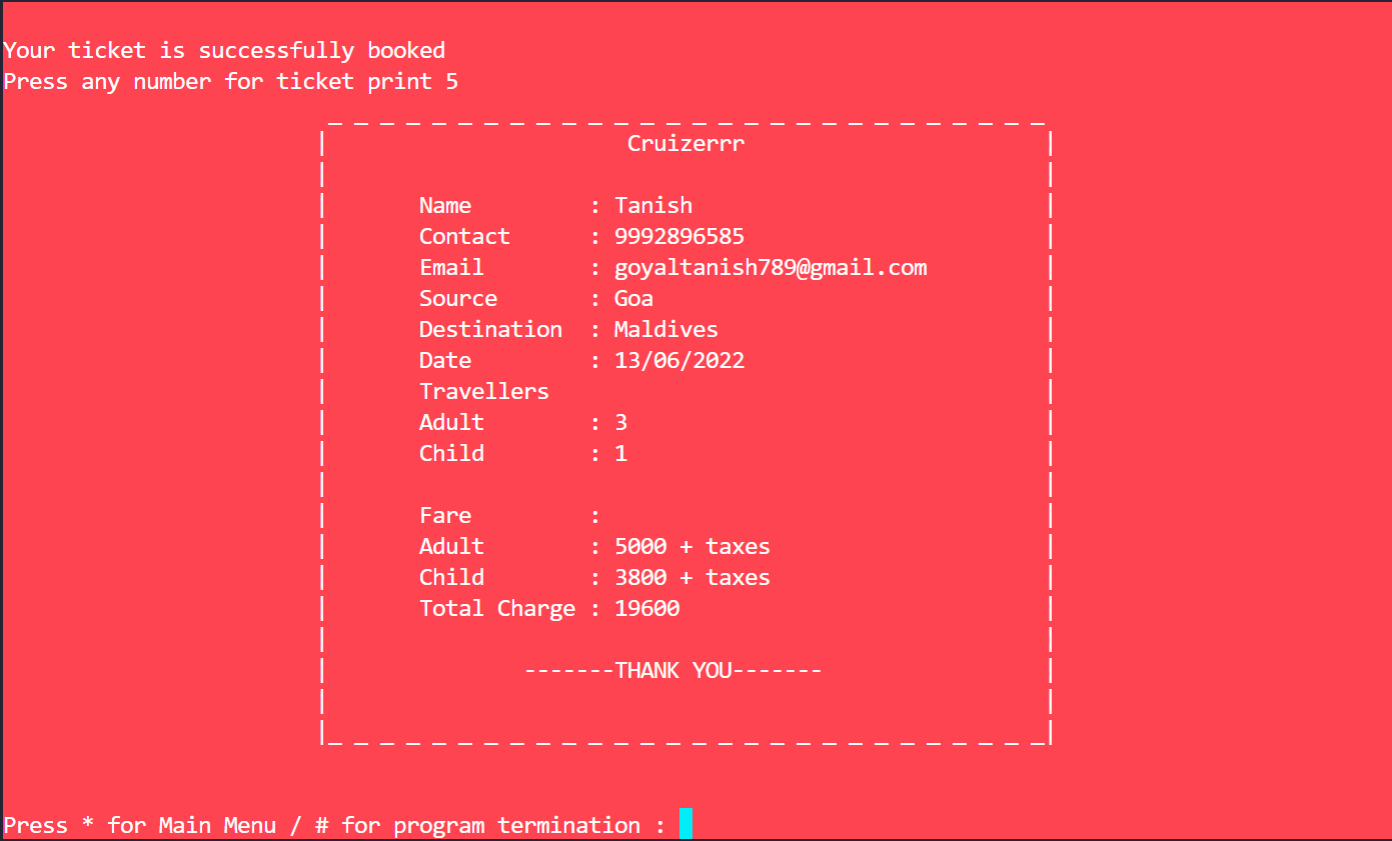 Your ticket is successfully booked
Press any number for ticket print 5
Cruizerrr
Name : Tanish
Contact : 9992896585
Email : goyaltanish789@gmail.com
Source : Goa
Destination : Maldives
Date : 13/06/2022
Travellers
Adult : 3
Child : 1
Fare :
Adult : 5000 + taxes
Child : 3800 + taxes
Total Charge : 19600
-------THANK YOU-------
Press * for Main Menu / # for program termination :